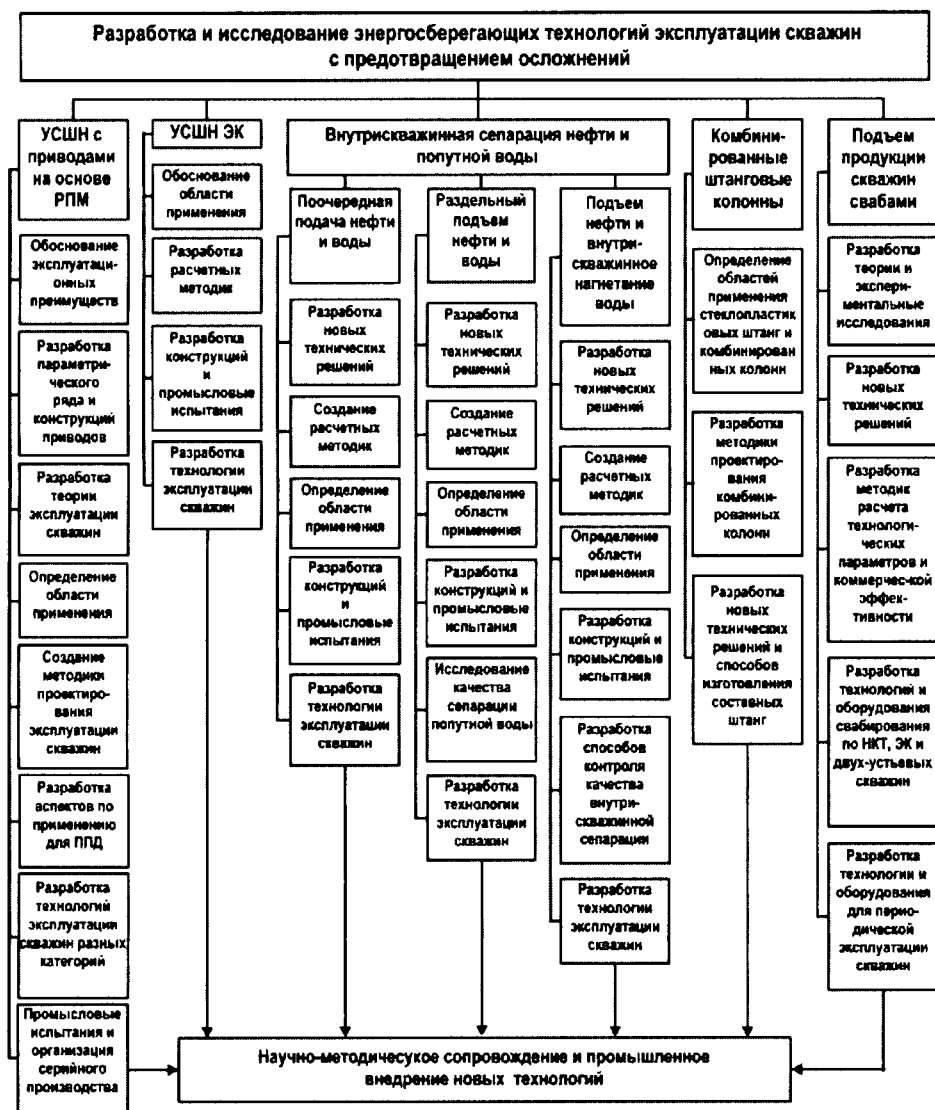 Разработка и исследование энергосберегающих технологий эксплуатации скважин
с предотвращением осложнений
УСШН с
приводами
на основе
РПМ
Обоснование
эксплуатаци-
онных
преимуществ
Разработка
параметри-
ческого
ряда и
конструкций
приводов
Разработка
теории
эксплуатации
скважин
Определение
области
применения
Создание
методики
проектиро-
вания
эксплуатации
скважин
Разработка
аспектов по
применению
для ППД
Разработка
технологий
эксплуатации
скважин разных
категорий
Промысловые
испытания и
организация
серийного
производства
УСШН ЭК
Обоснование
области
применения
Разработка
расчетных
методик
Разработка
конструкций
и
промысловые
испытания
Разработка
технологии
эксплуатации
скважин
Внутрискважинная сепарация нефти и
попутной воды
Поочередная
подача нефти
и воды
Разработка
новых
технических
решений
Создание
расчетных
методик
Определение
области
применения
Разработка
конструкций
и
промысловые
испытания
Разработка
технологии
эксплуатации
скважин
Раздельный
подъем
нефти и
воды
Разработка
новых
технических
решений
Создание
расчетных
методик
Определение
области
применения
Разработка
конструкций и
промысловые
испытания
Исследование
качества
сепарации
попутной воды
Разработка
технологии
эксплуатации
скважин
Подъем
нефти и
внутри-
скважинное
нагнетание
воды
Разработка
новых
технических
решений
Создание
расчетных
методик
Определение
области
применения
Разработка
конструкций и
промысловые
испытания
Разработка
способов
контроля
качества
внутри-
скважинной
сепарации
Разработка
технологии
эксплуатации
скважин
Комбини-
рованные
штанговые
колонны
Определение
областей
применения
стеклопластик
овых штанг и
комбинирован
ных колонн
Разработка
методики
проектирования
комбини-
рованных
колонн
Разработка
новых
технических
решений и
способов
изготовления
составных
штанг
Подъем
продукции
скважин
свабами
Разработка
теории и
экспери-
ментальные
исследования
Разработка
новых
технических
решений
Разработка
методик
расчета
технологи-
ческих
параметров и
коммерческой
эффек-
тивности
Разработка
технологий и
оборудования
свабирования
по НКТ, ЭК и
двух-устьевых
скважин
Разработка
технологии и
оборудования
для перио-
дической
эксплуатации
скважин
Научно-методичесукое сопровождение и промышленное
внедрение новых технологий